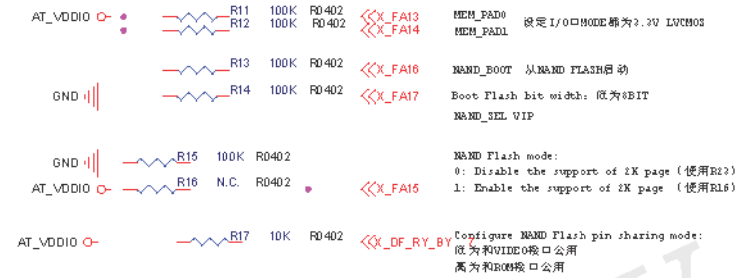 AT_VDDIO R11 100K R0402 X_FA13 MEM_PAD0 设定I/O口MODE都为3.3V LVCMOS
R12 100K R0402 X_FA14 MEM_PAD1
R13 100K R0402 X_FA16 NAND_BOOT 从NAND FLASH启动
GND R14 100K R0402 X_FA17 Boot Flash bit width: 低为8BIT
NAND_SEL VIP
GND R15 100K R0402 NAND Flash mode:
0: Disable the support of 2K page (使用R23)
AT_VDDIO R16 N.C. R0402 X_FA15 1: Enable the support of 2K page (使用R16)
AT_VDDIO R17 10K R0402 X_DF_RY_BY Configure NAND Flash pin sharing mode:
低为和VIDEO接口公用
高为和ROM接口公用